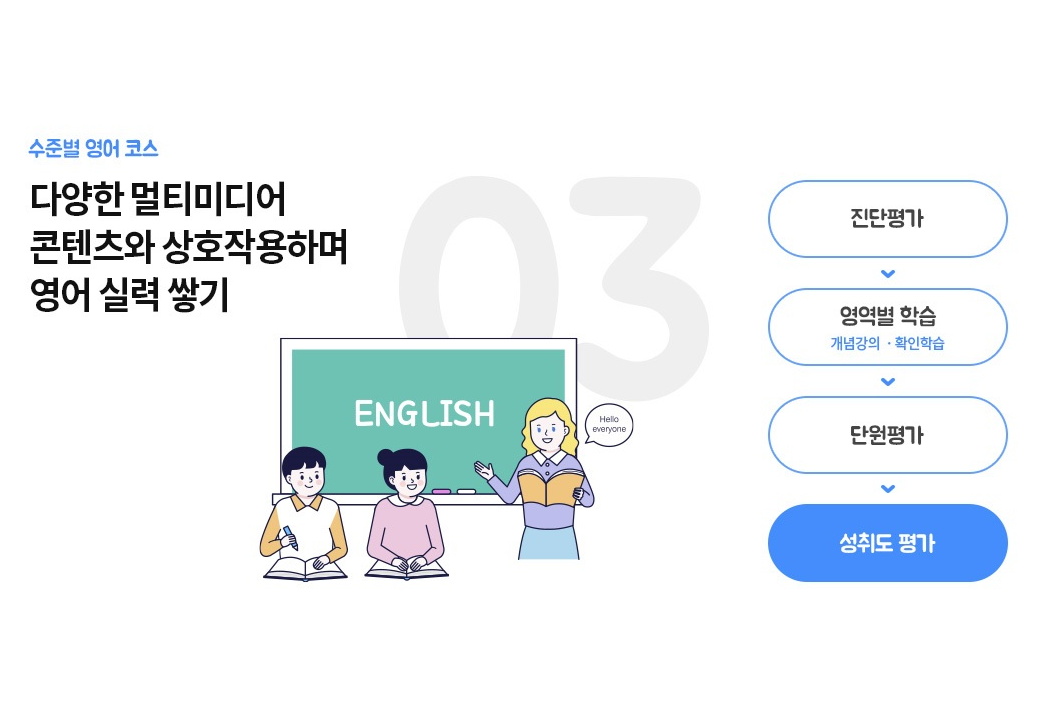 수준별 영어 코스
다양한 멀티미디어
콘텐츠와 상호작용하며
영어 실력 쌓기
03
ENGLISH
Hello
everyone
진단평가
영역별 학습
개념강의 · 확인학습
단원평가
성취도 평가